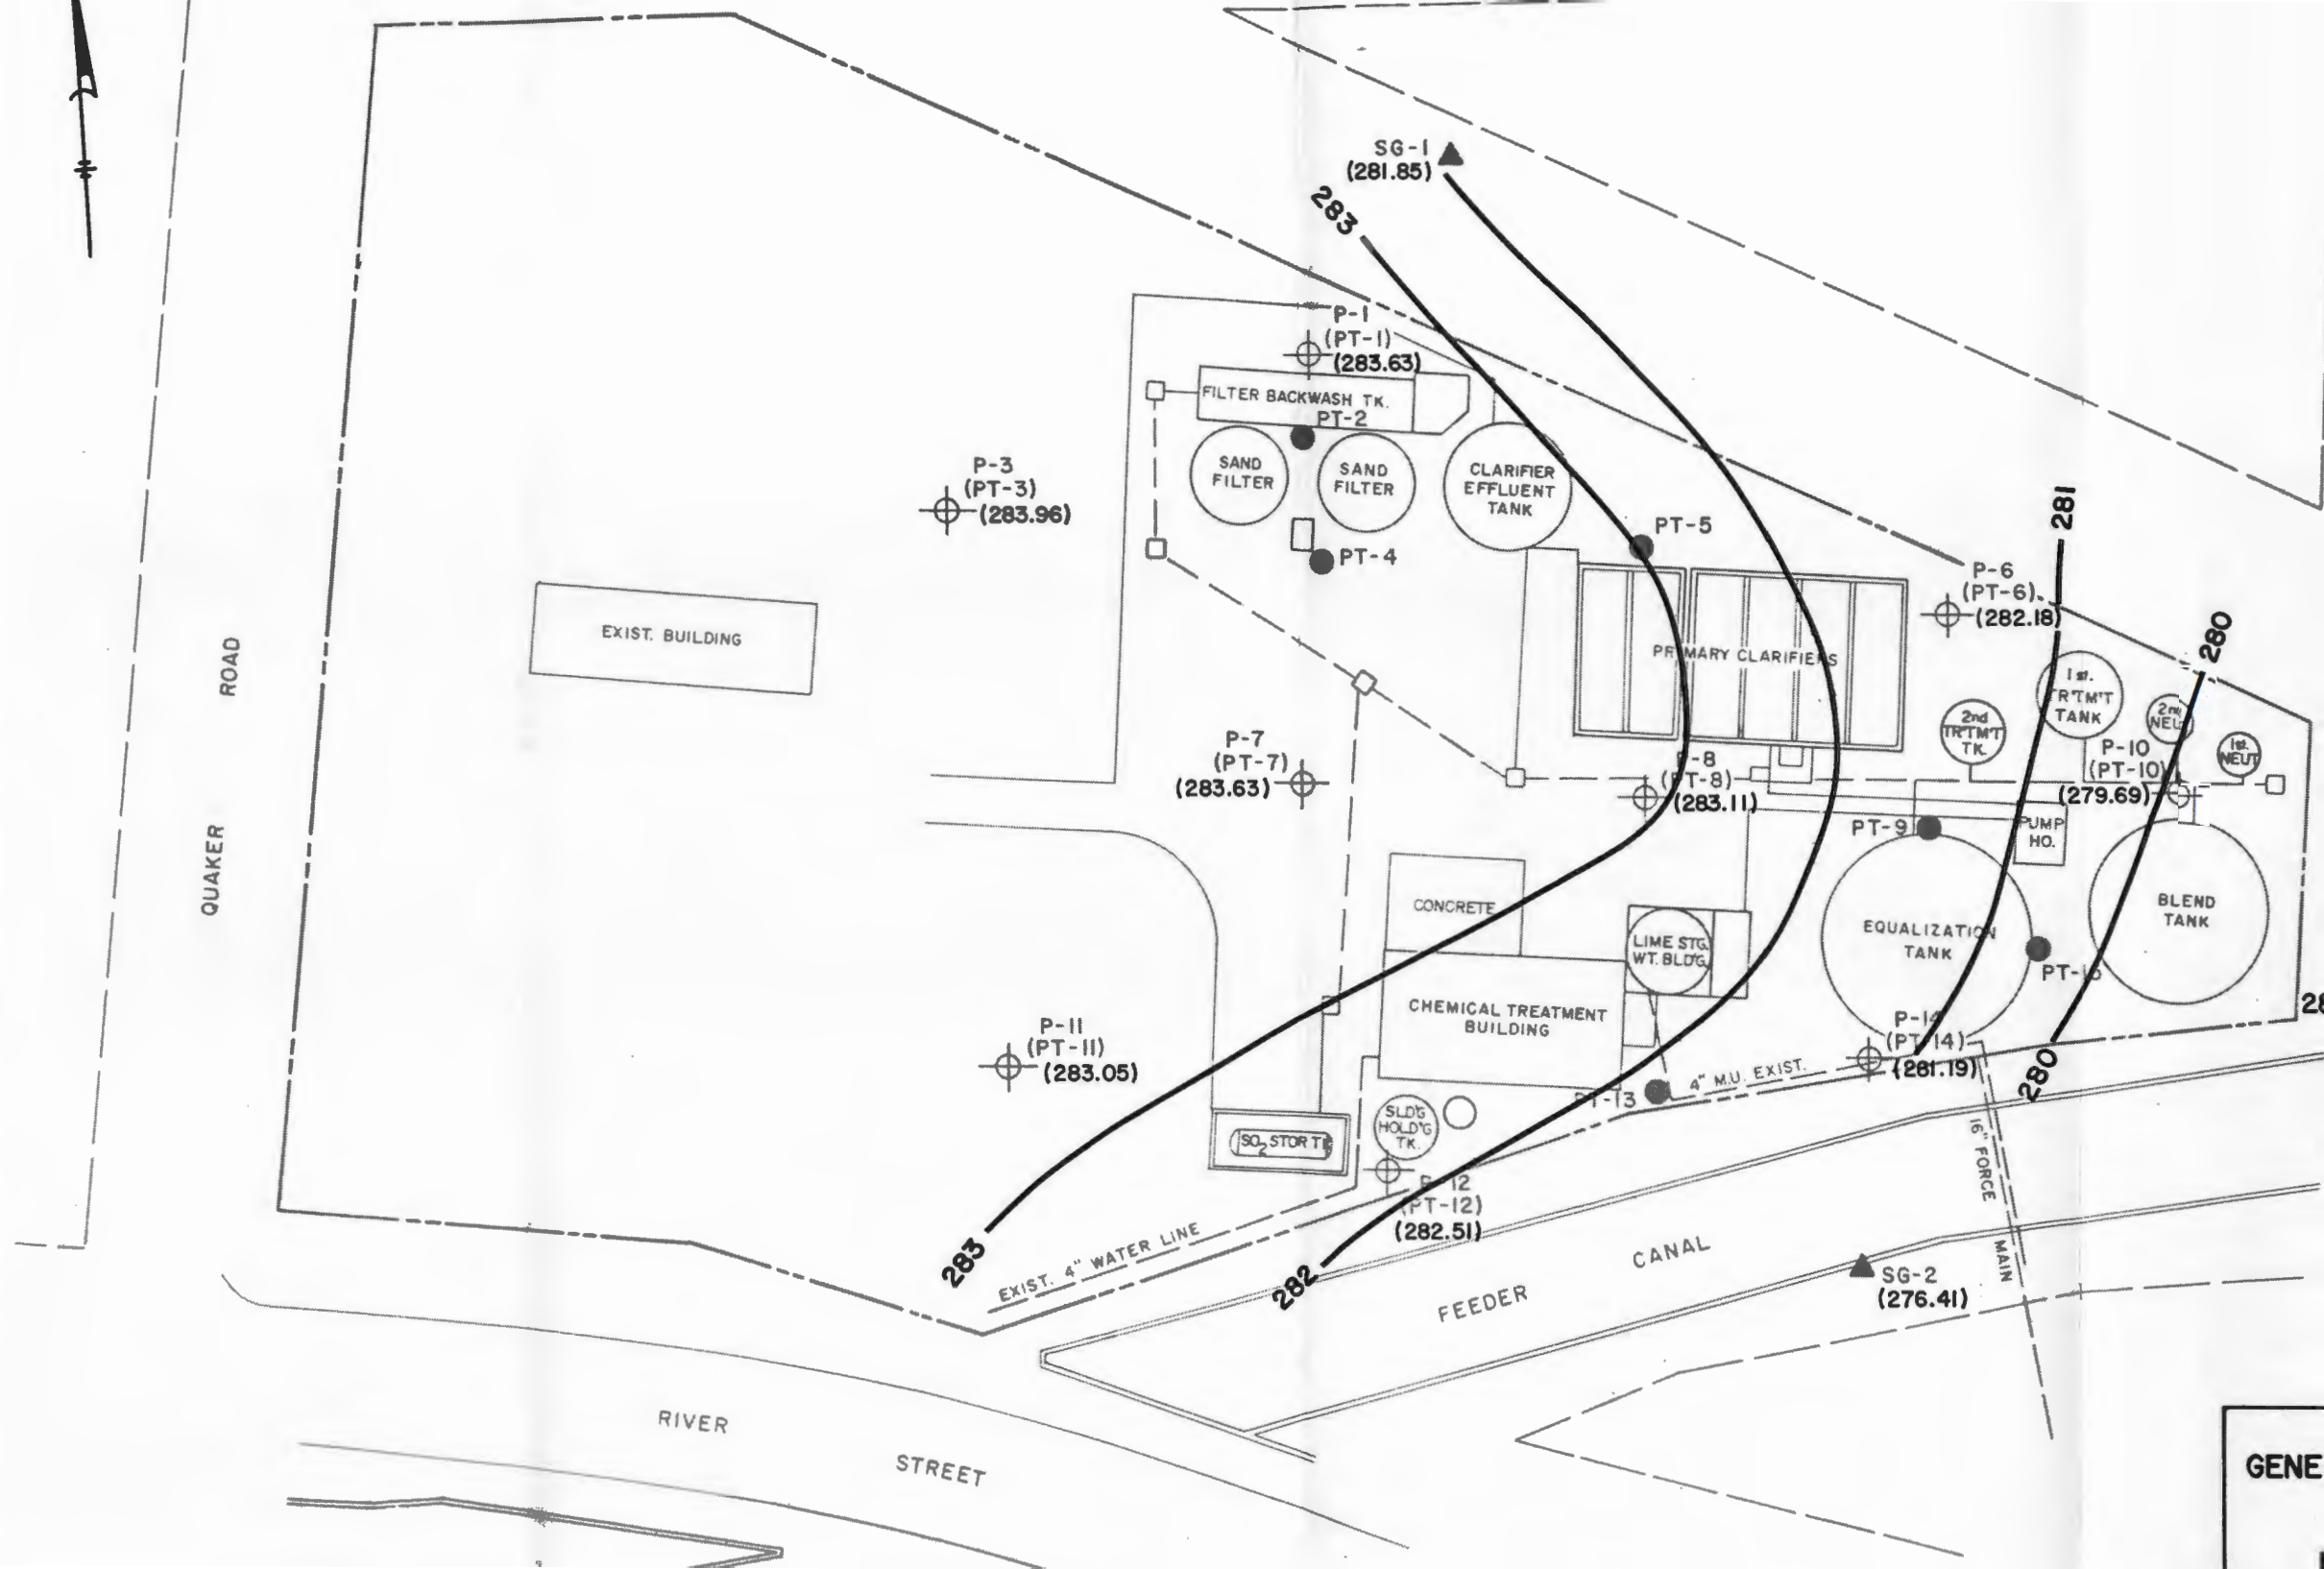 SG-1
(281.85)
283
P-1
(PT-1)
(283.63)
FILTER BACKWASH TK.
PT-2
SAND
FILTER
SAND
FILTER
CLARIFIER
EFFLUENT
TANK
P-3
(PT-3)
(283.96)
PT-4
PT-5
281
P-6
(PT-6)
(282.18)
EXIST. BUILDING
PRIMARY CLARIFIERS
280
1st.
TR'TM'T
TANK
2nd
TR'TM'T
TK.
2nd
NEU
1st.
NEUT
QUAKER ROAD
P-7
(PT-7)
(283.63)
P-8
(PT-8)
(283.11)
P-10
(PT-10)
(279.69)
PT-9
PUMP
HO.
CONCRETE
LIME STG.
WT. BLD'G.
EQUALIZATION
TANK
BLEND
TANK
CHEMICAL TREATMENT
BUILDING
P-11
(PT-11)
(283.05)
P-14
(PT-14)
(281.19)
28
280
4" M.U. EXIST.
PT-13
SLD'G
HOLD'G
TK.
SO2 STOR T
P-12
(PT-12)
(282.51)
16" FORCE MAIN
283
EXIST. 4" WATER LINE
282
FEEDER CANAL
SG-2
(276.41)
RIVER STREET
GENE